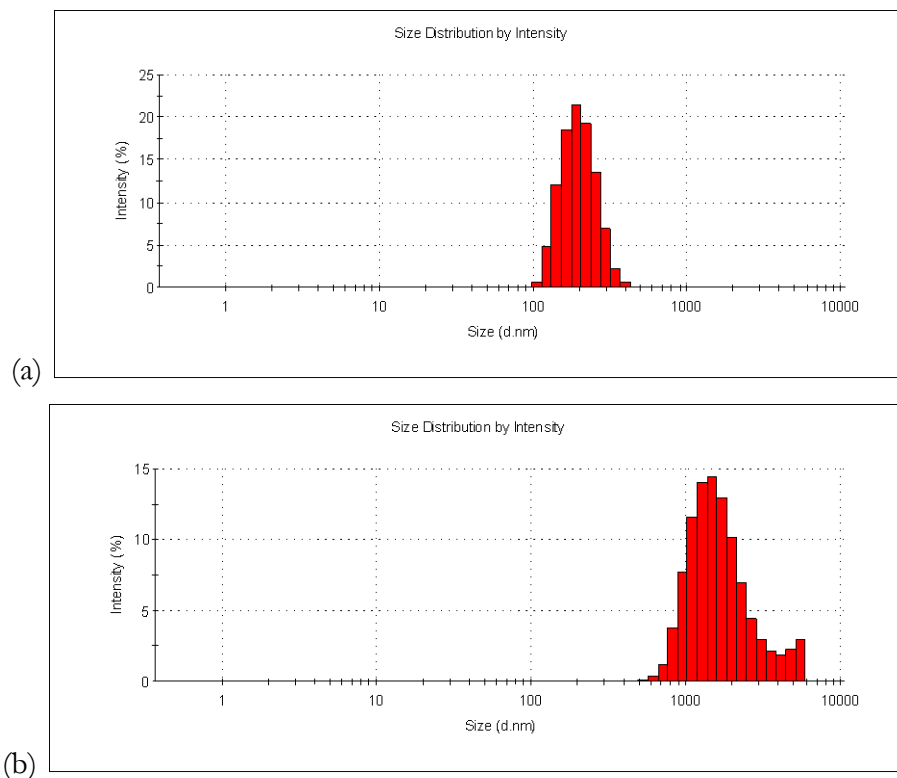 Size Distribution by Intensity
25
20
15
10
5
0
Intensity (%)
1 10 100 1000 10000
Size (d.nm)
(a)
Size Distribution by Intensity
15
10
5
0
Intensity (%)
1 10 100 1000 10000
Size (d.nm)
(b)